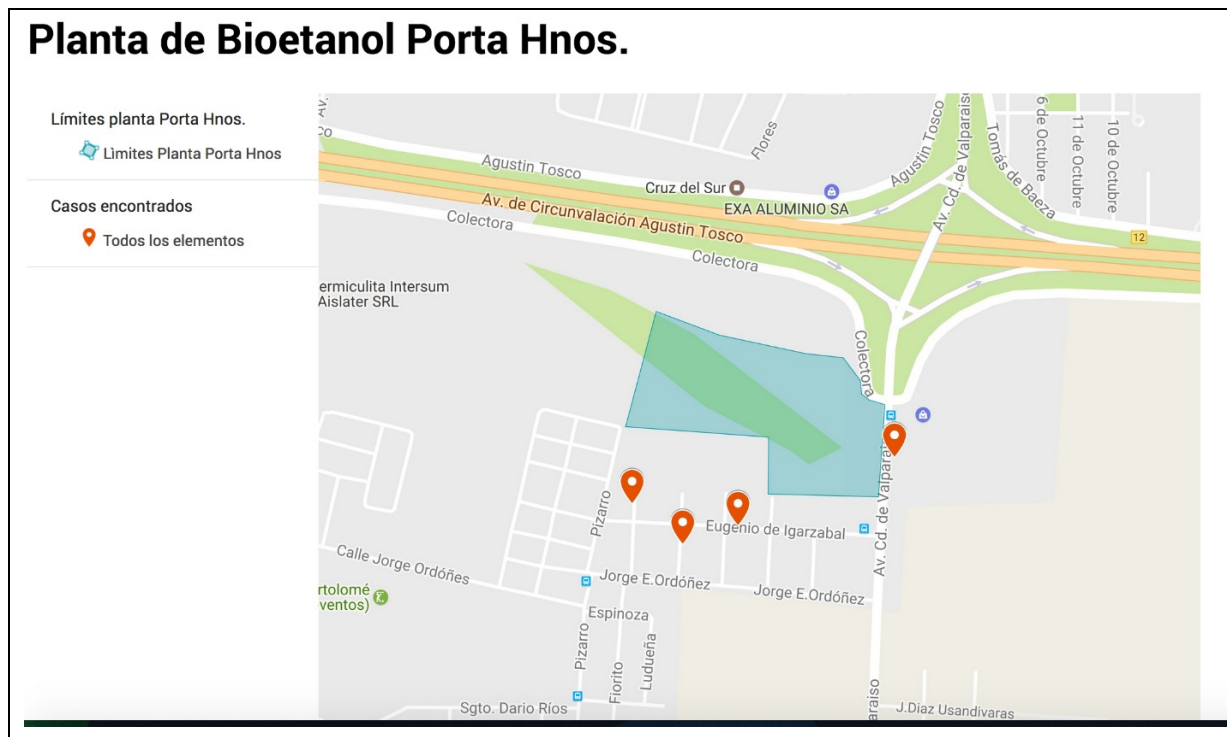 Planta de Bioetanol Porta Hnos.
Límites planta Porta Hnos.
Lìmites Planta Porta Hnos
Casos encontrados
Todos los elementos
Av.
co
Agustin Tosco
Flores
Cruz del Sur
EXA ALUMINIO SA
Agustin Tosco
Av. Cd. de Valparaiso
Tomás de Baeza
6 de Octubre
11 de Octubre
10 de Octubre
Av. de Circunvalación Agustin Tosco
Colectora
Colectora
12
ermiculita Intersum
Aislater SRL
Colectora
Av. Cd. de Valparais
Pizarro
Eugenio de Igarzabal
Calle Jorge Ordóñes
Jorge E.Ordóñez
Jorge E.Ordóñez
rtolomé
ventos)
Espinoza
Pizarro
Fiorito
Ludueña
Sgto. Dario Ríos
araiso
J.Diaz Usandivaras